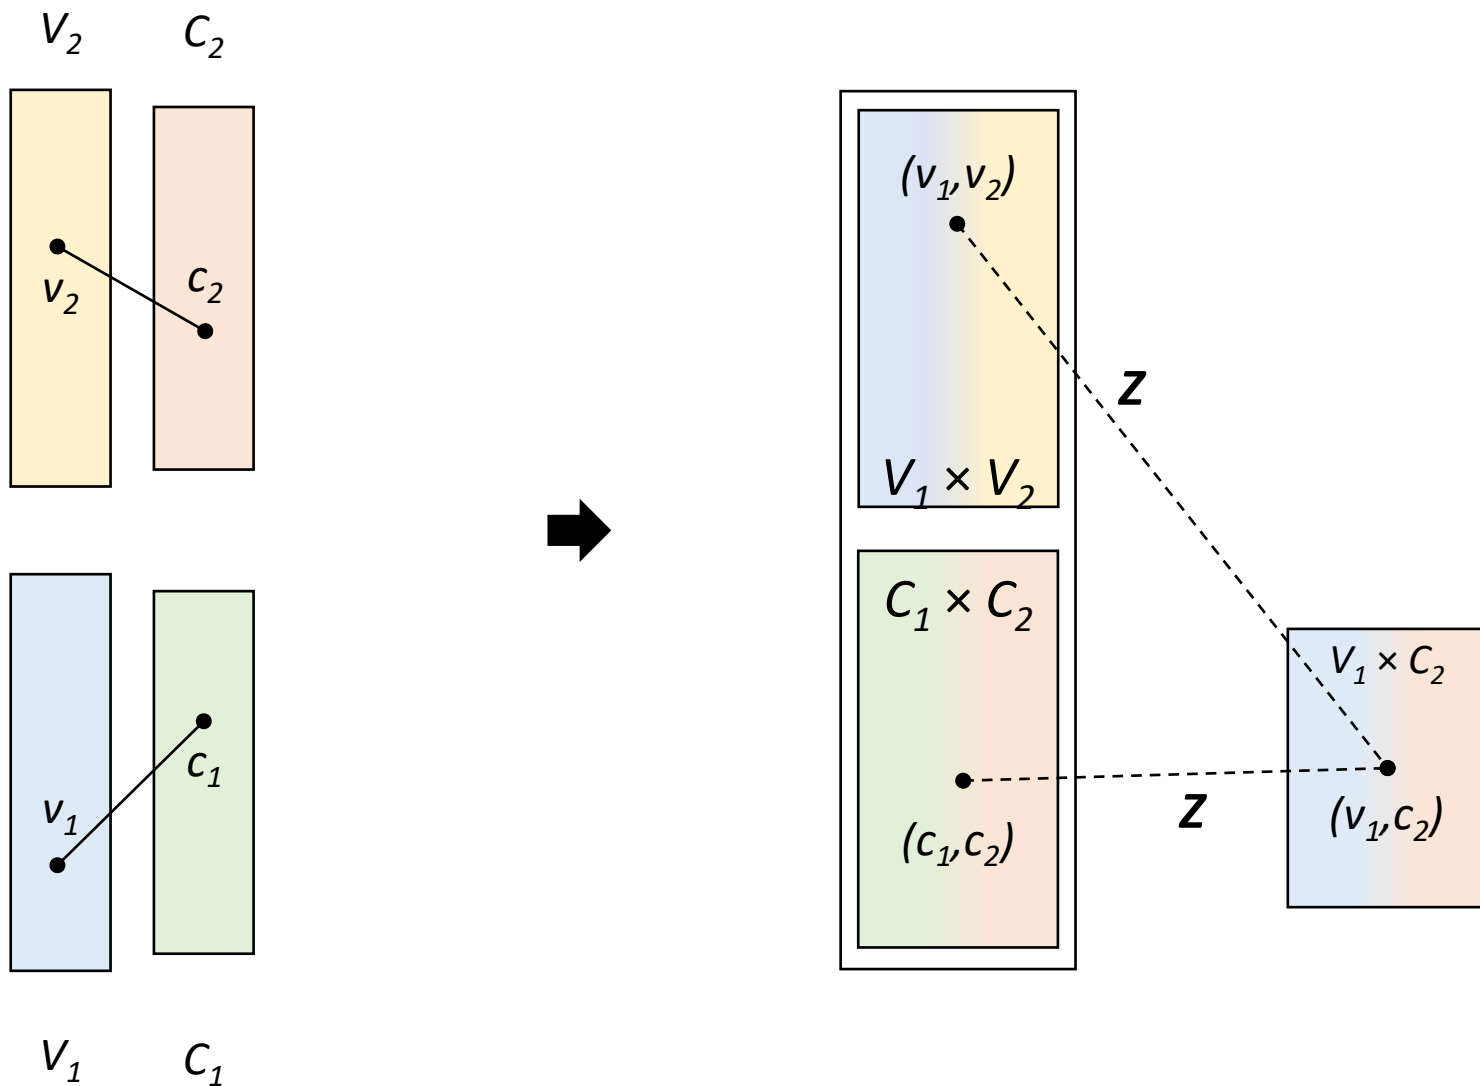 V₂ C₂
v₂ c₂
c₁
v₁
V₁ C₁
(v₁,v₂)
Z
V₁ × V₂
C₁ × C₂
V₁ × C₂
Z
(c₁,c₂)
(v₁,c₂)